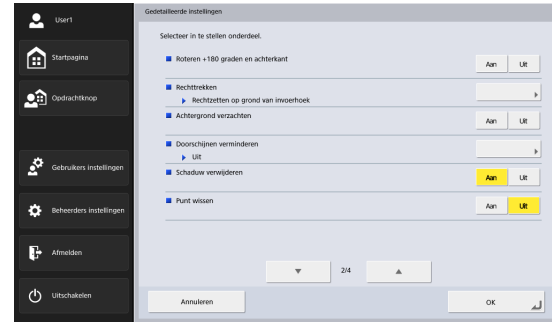 User1
Startpagina
Opdrachtknop
Gebruikers instellingen
Beheerders instellingen
Afmelden
Uitschakelen
Gedetailleerde instellingen
Selecteer in te stellen onderdeel.
Roteren +180 graden en achterkant
Aan Uit
Rechttrekken
Rechtzetten op grond van invoerhoek
Achtergrond verzachten
Aan Uit
Doorschijnen verminderen
Uit
Schaduw verwijderen
Aan Uit
Punt wissen
Aan Uit
2/4
Annuleren
OK